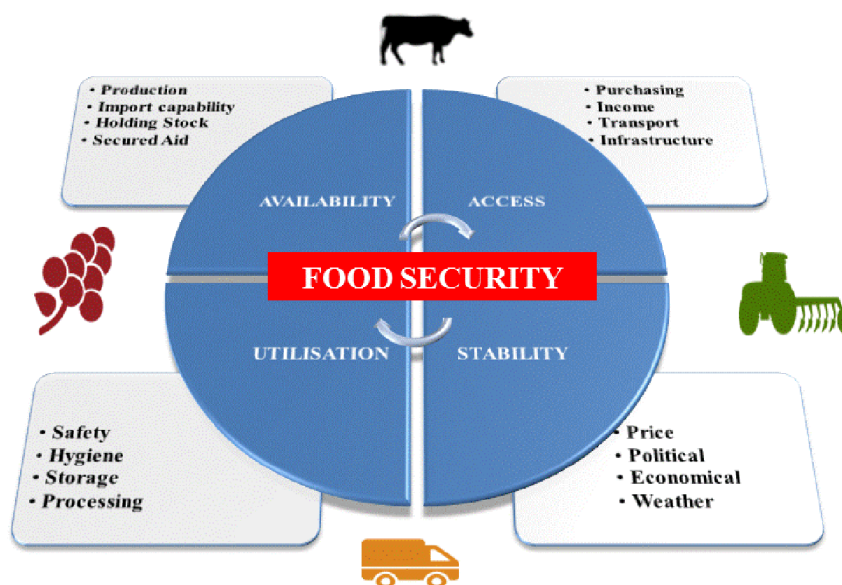 • Production
• Import capability
• Holding Stock
• Secured Aid
• Purchasing
• Income
• Transport
• Infrastructure
AVAILABILITY
ACCESS
FOOD SECURITY
UTILISATION
STABILITY
• Safety
• Hygiene
• Storage
• Processing
• Price
• Political
• Economical
• Weather